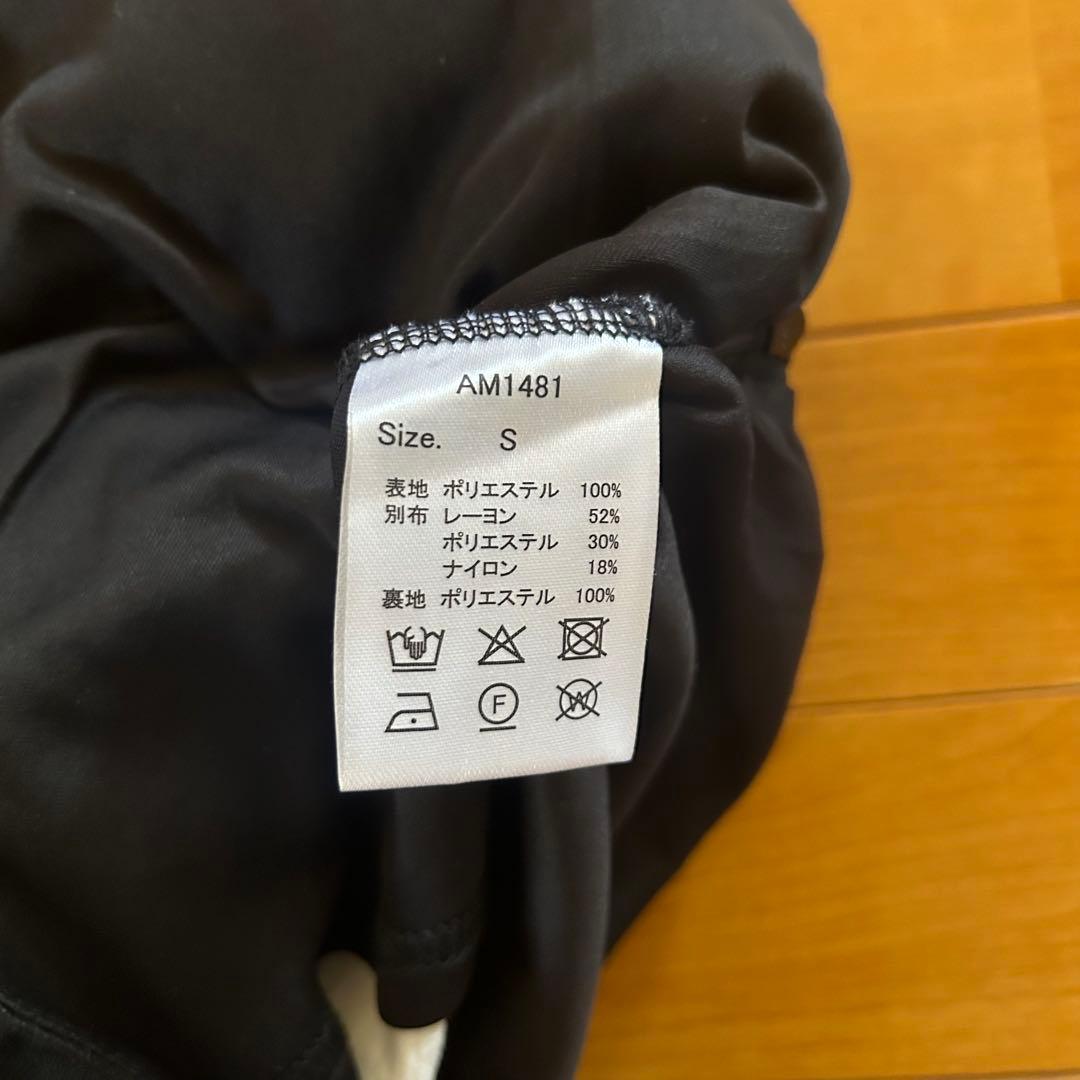 AM1481
Size. S
表地 ポリエステル 100%
別布 レーヨン 52%
ポリエステル 30%
ナイロン 18%
裏地 ポリエステル 100%
F
W